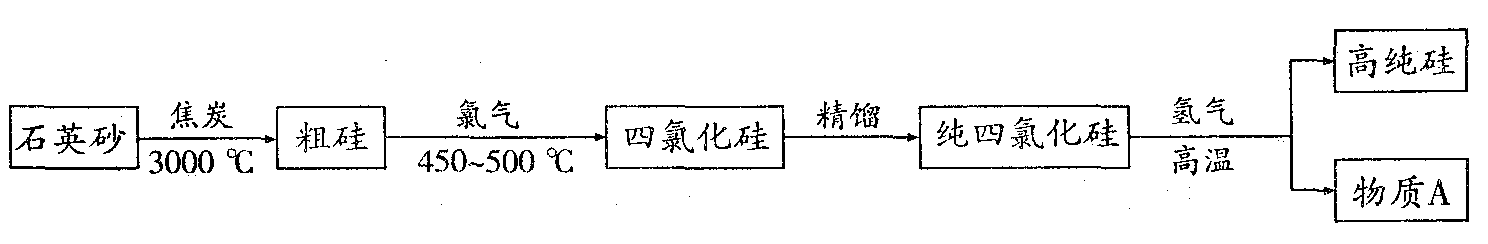 石英砂
焦炭
3000 ℃
粗硅
氯气
450~500 ℃
四氯化硅
精馏
纯四氯化硅
氢气
高温
高纯硅
物质A